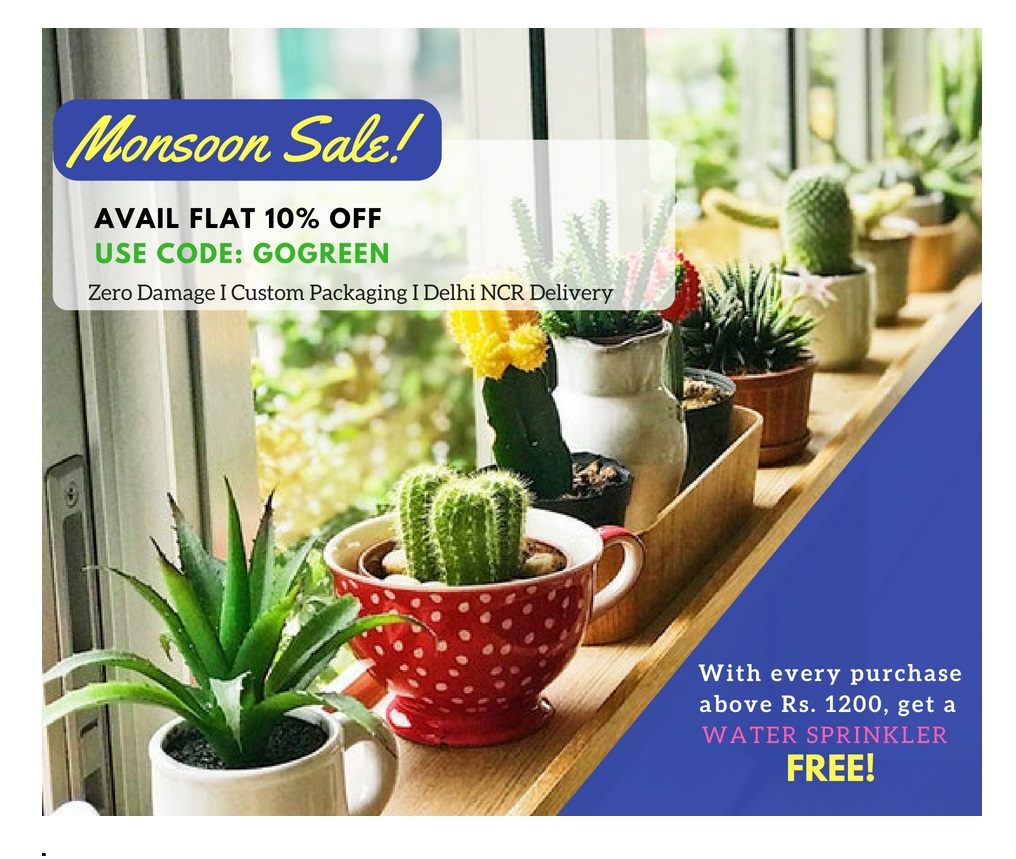 Monsoon Sale!
AVAIL FLAT 10% OFF
USE CODE: GOGREEN
Zero Damage I Custom Packaging I Delhi NCR Delivery
With every purchase
above Rs. 1200, get a
WATER SPRINKLER
FREE!